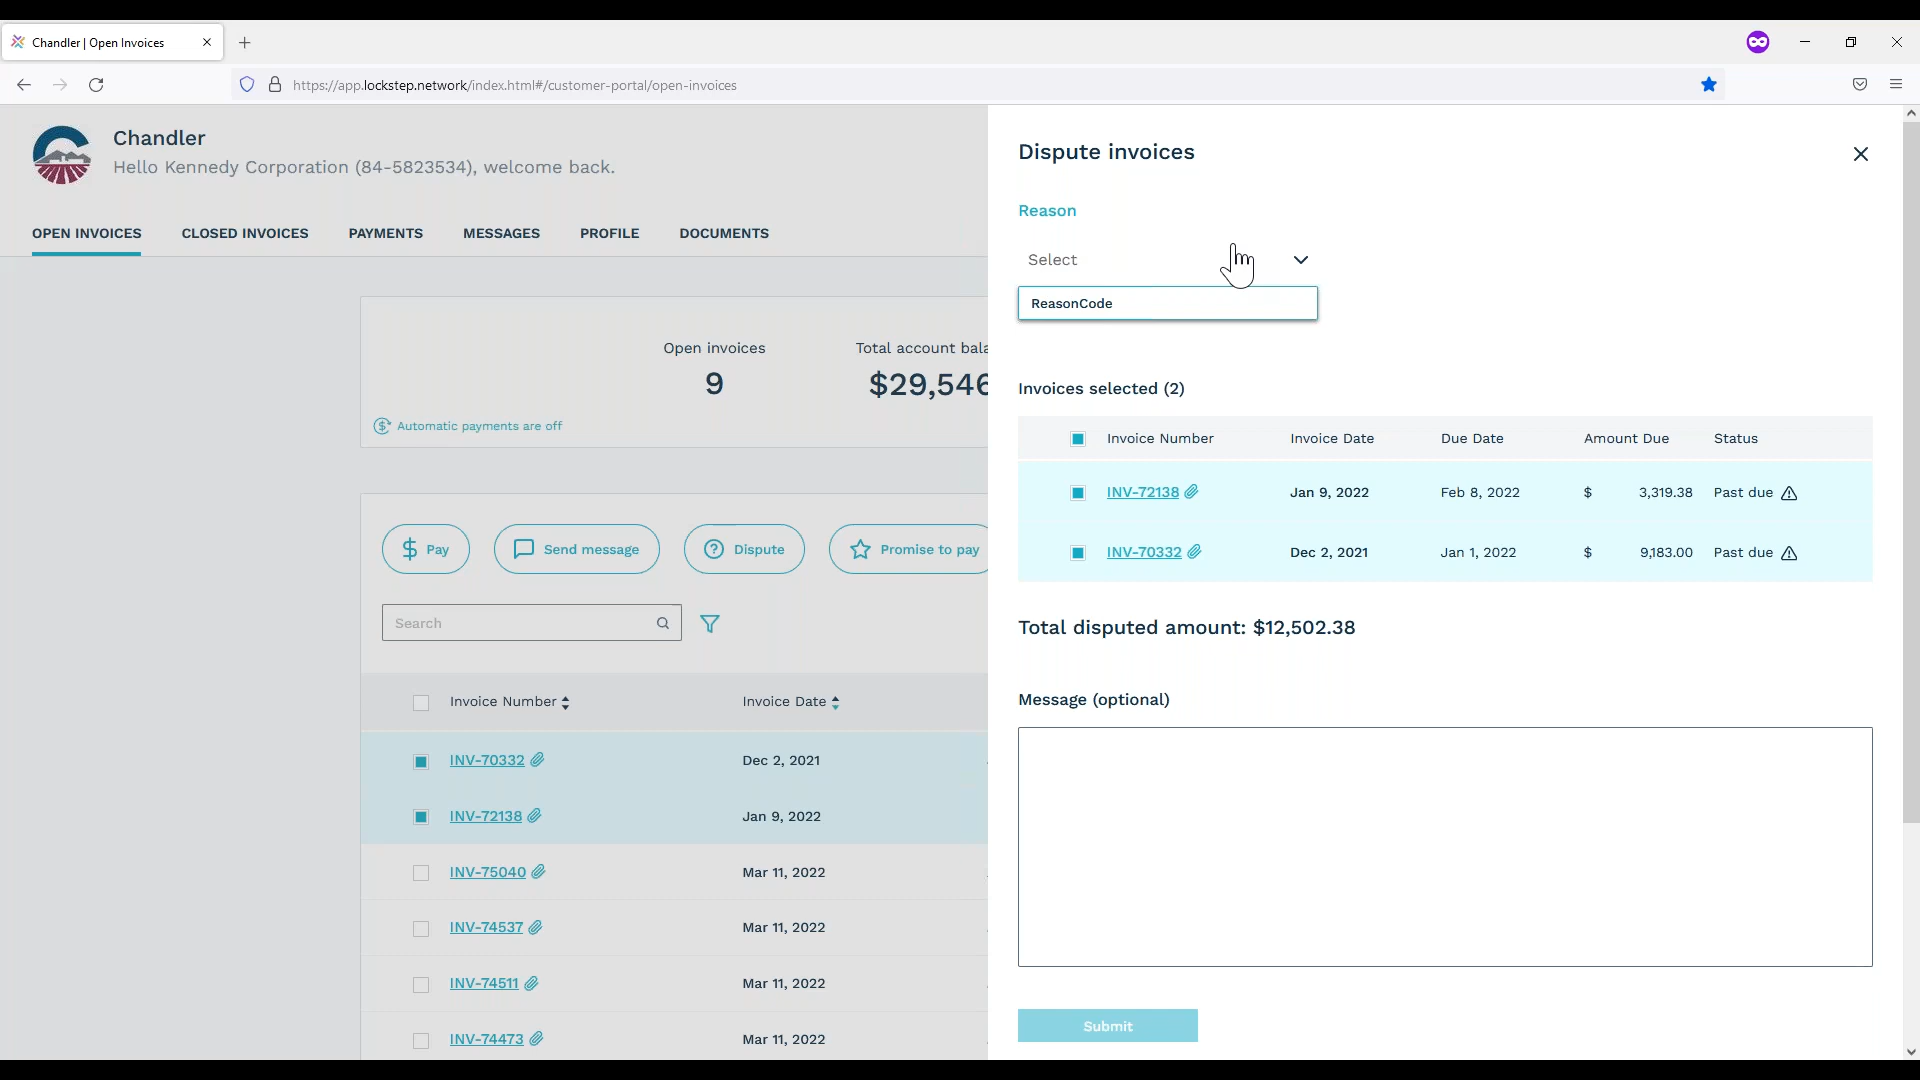 Chandler | Open Invoices
https://app.lockstep.network/index.html#/customer-portal/open-invoices
Chandler
Hello Kennedy Corporation (84-5823534), welcome back.
OPEN INVOICES CLOSED INVOICES PAYMENTS MESSAGES PROFILE DOCUMENTS
Open invoices
9
Total account
$29,546
Automatic payments are off
$ Pay
Send message
Dispute
Promise to pay
Search
Invoice Number Invoice Date
INV-70332 Dec 2, 2021
INV-72138 Jan 9, 2022
INV-75040 Mar 11, 2022
INV-74537 Mar 11, 2022
INV-74511 Mar 11, 2022
INV-74473 Mar 11, 2022
Dispute invoices
Reason
Select
ReasonCode
Invoices selected (2)
Invoice Number Invoice Date Due Date Amount Due Status
INV-72138 Jan 9, 2022 Feb 8, 2022 $ 3,319.38 Past due
INV-70332 Dec 2, 2021 Jan 1, 2022 $ 9,183.00 Past due
Total disputed amount: $12,502.38
Message (optional)
Submit